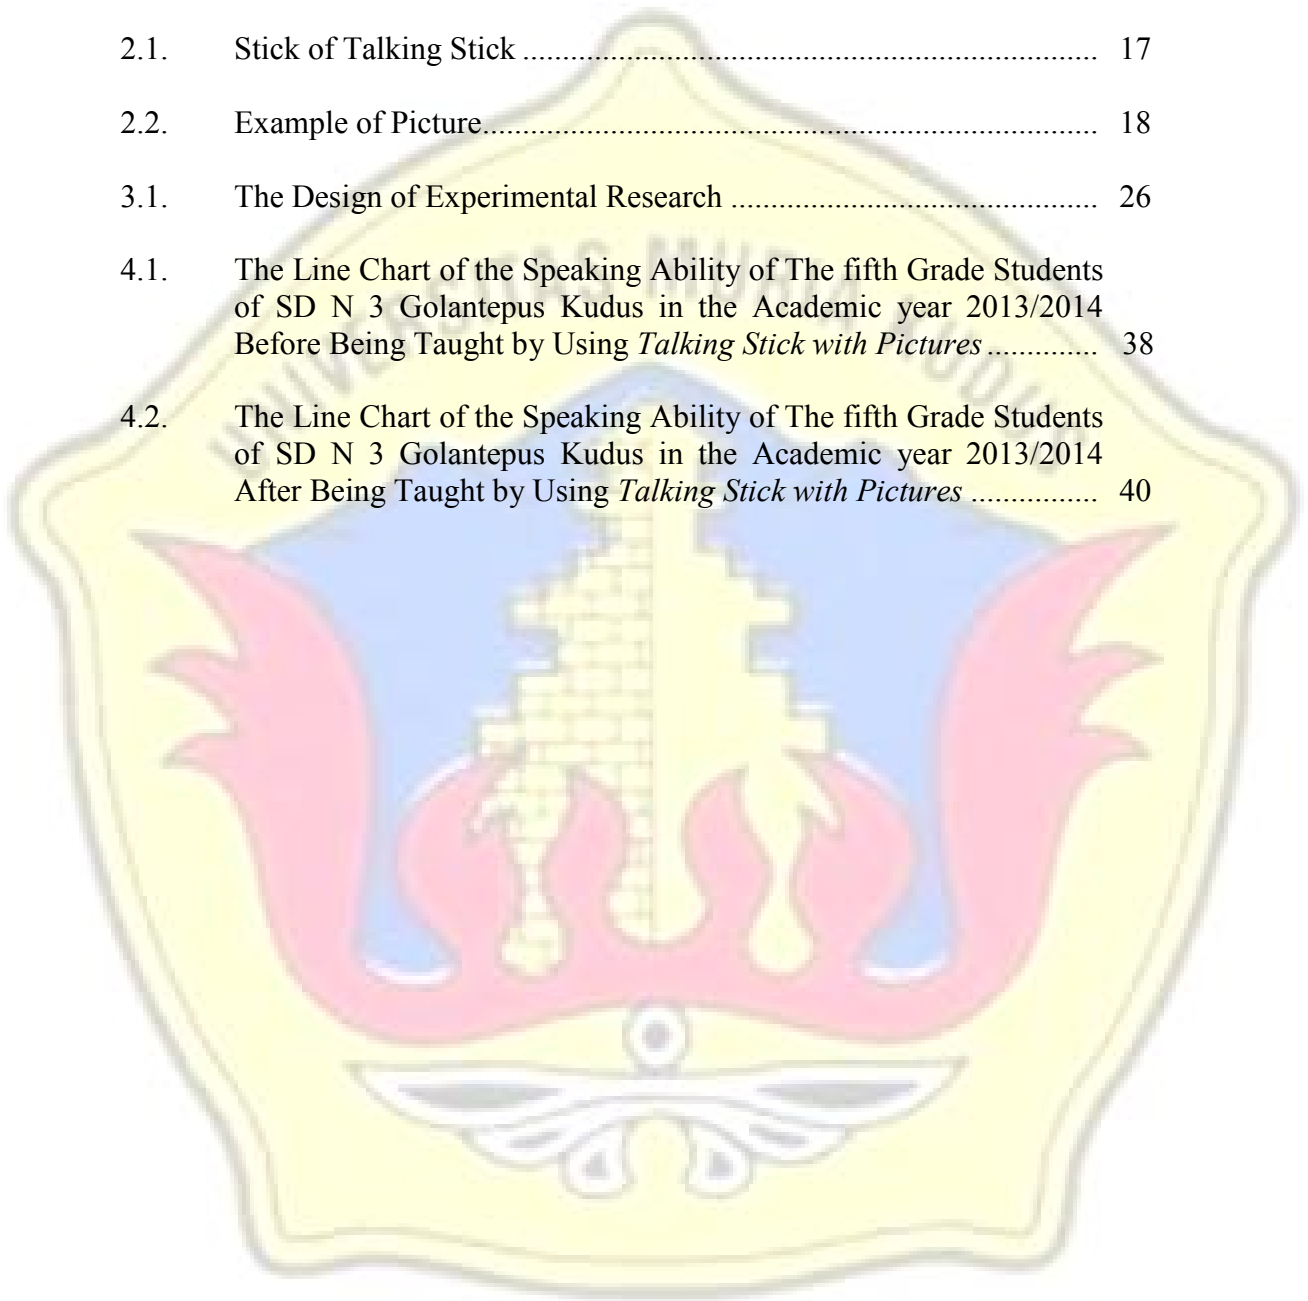 2.1. Stick of Talking Stick ........................................................................ 17
2.2. Example of Picture............................................................................. 18
3.1. The Design of Experimental Research .............................................. 26
4.1. The Line Chart of the Speaking Ability of The fifth Grade Students
of SD N 3 Golantepus Kudus in the Academic year 2013/2014
Before Being Taught by Using Talking Stick with Pictures .............. 38
4.2. The Line Chart of the Speaking Ability of The fifth Grade Students
of SD N 3 Golantepus Kudus in the Academic year 2013/2014
After Being Taught by Using Talking Stick with Pictures ................ 40
UNIVERSITAS MURIA KUDUS